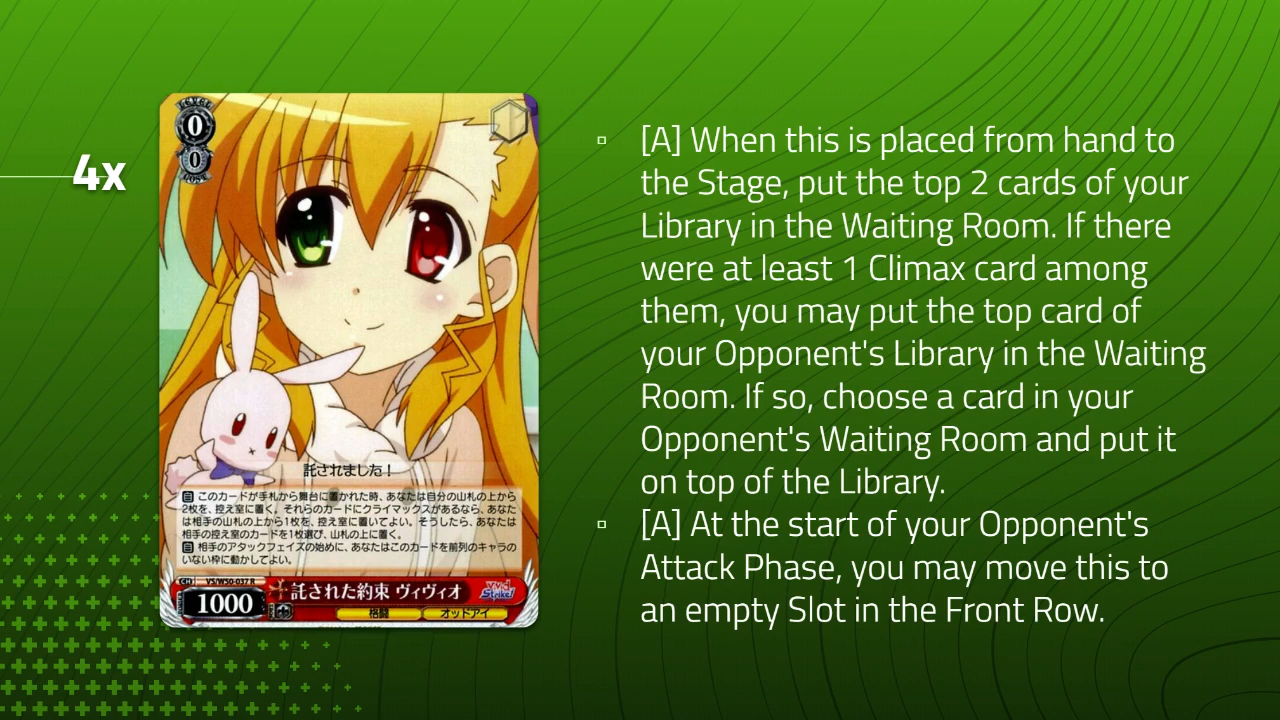 4x
0
0
託されました!
自 このカードが手札から舞台に置かれた時、あなたは自分の山札の上から
2枚を、控え室に置く。それらのカードにクライマックスがあるなら、あなた
は相手の山札の上から1枚を、控え室に置いてよい。そうしたら、あなたは
相手の控え室のカードを1枚選び、山札の上に置く。
自 相手のアタックフェイズの始めに、あなたはこのカードを前列のキャラの
いない枠に動かしてよい。
CH VS/W50-037 R
1000
託された約束 ヴィヴィオ
ViVid Strike!
格闘
オッドアイ
▫ [A] When this is placed from hand to
the Stage, put the top 2 cards of your
Library in the Waiting Room. If there
were at least 1 Climax card among
them, you may put the top card of
your Opponent's Library in the Waiting
Room. If so, choose a card in your
Opponent's Waiting Room and put it
on top of the Library.
▫ [A] At the start of your Opponent's
Attack Phase, you may move this to
an empty Slot in the Front Row.